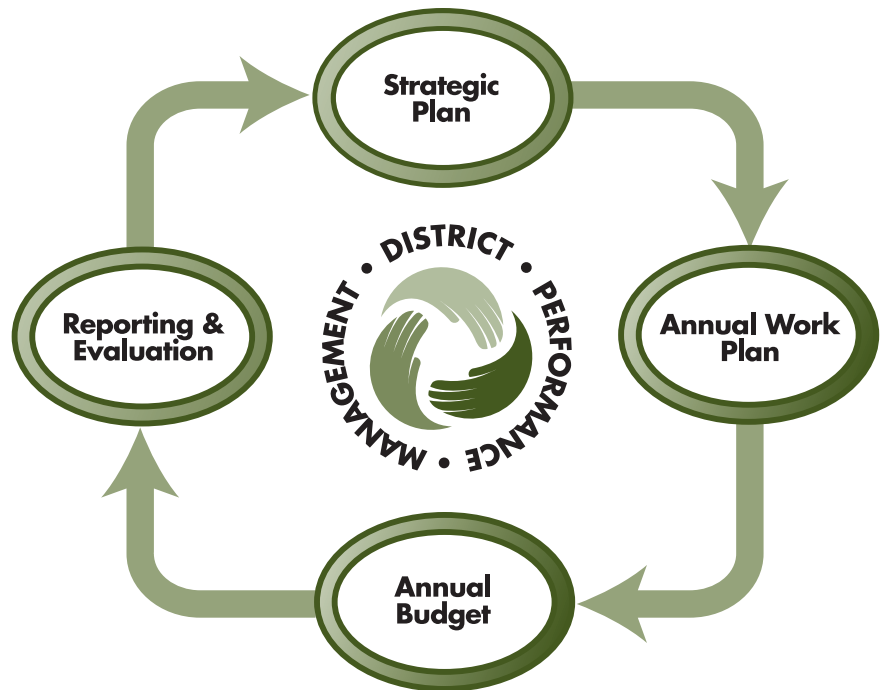 Strategic
Plan
DISTRICT • PERFORMANCE • MANAGEMENT •
Reporting &
Evaluation
Annual Work
Plan
Annual
Budget